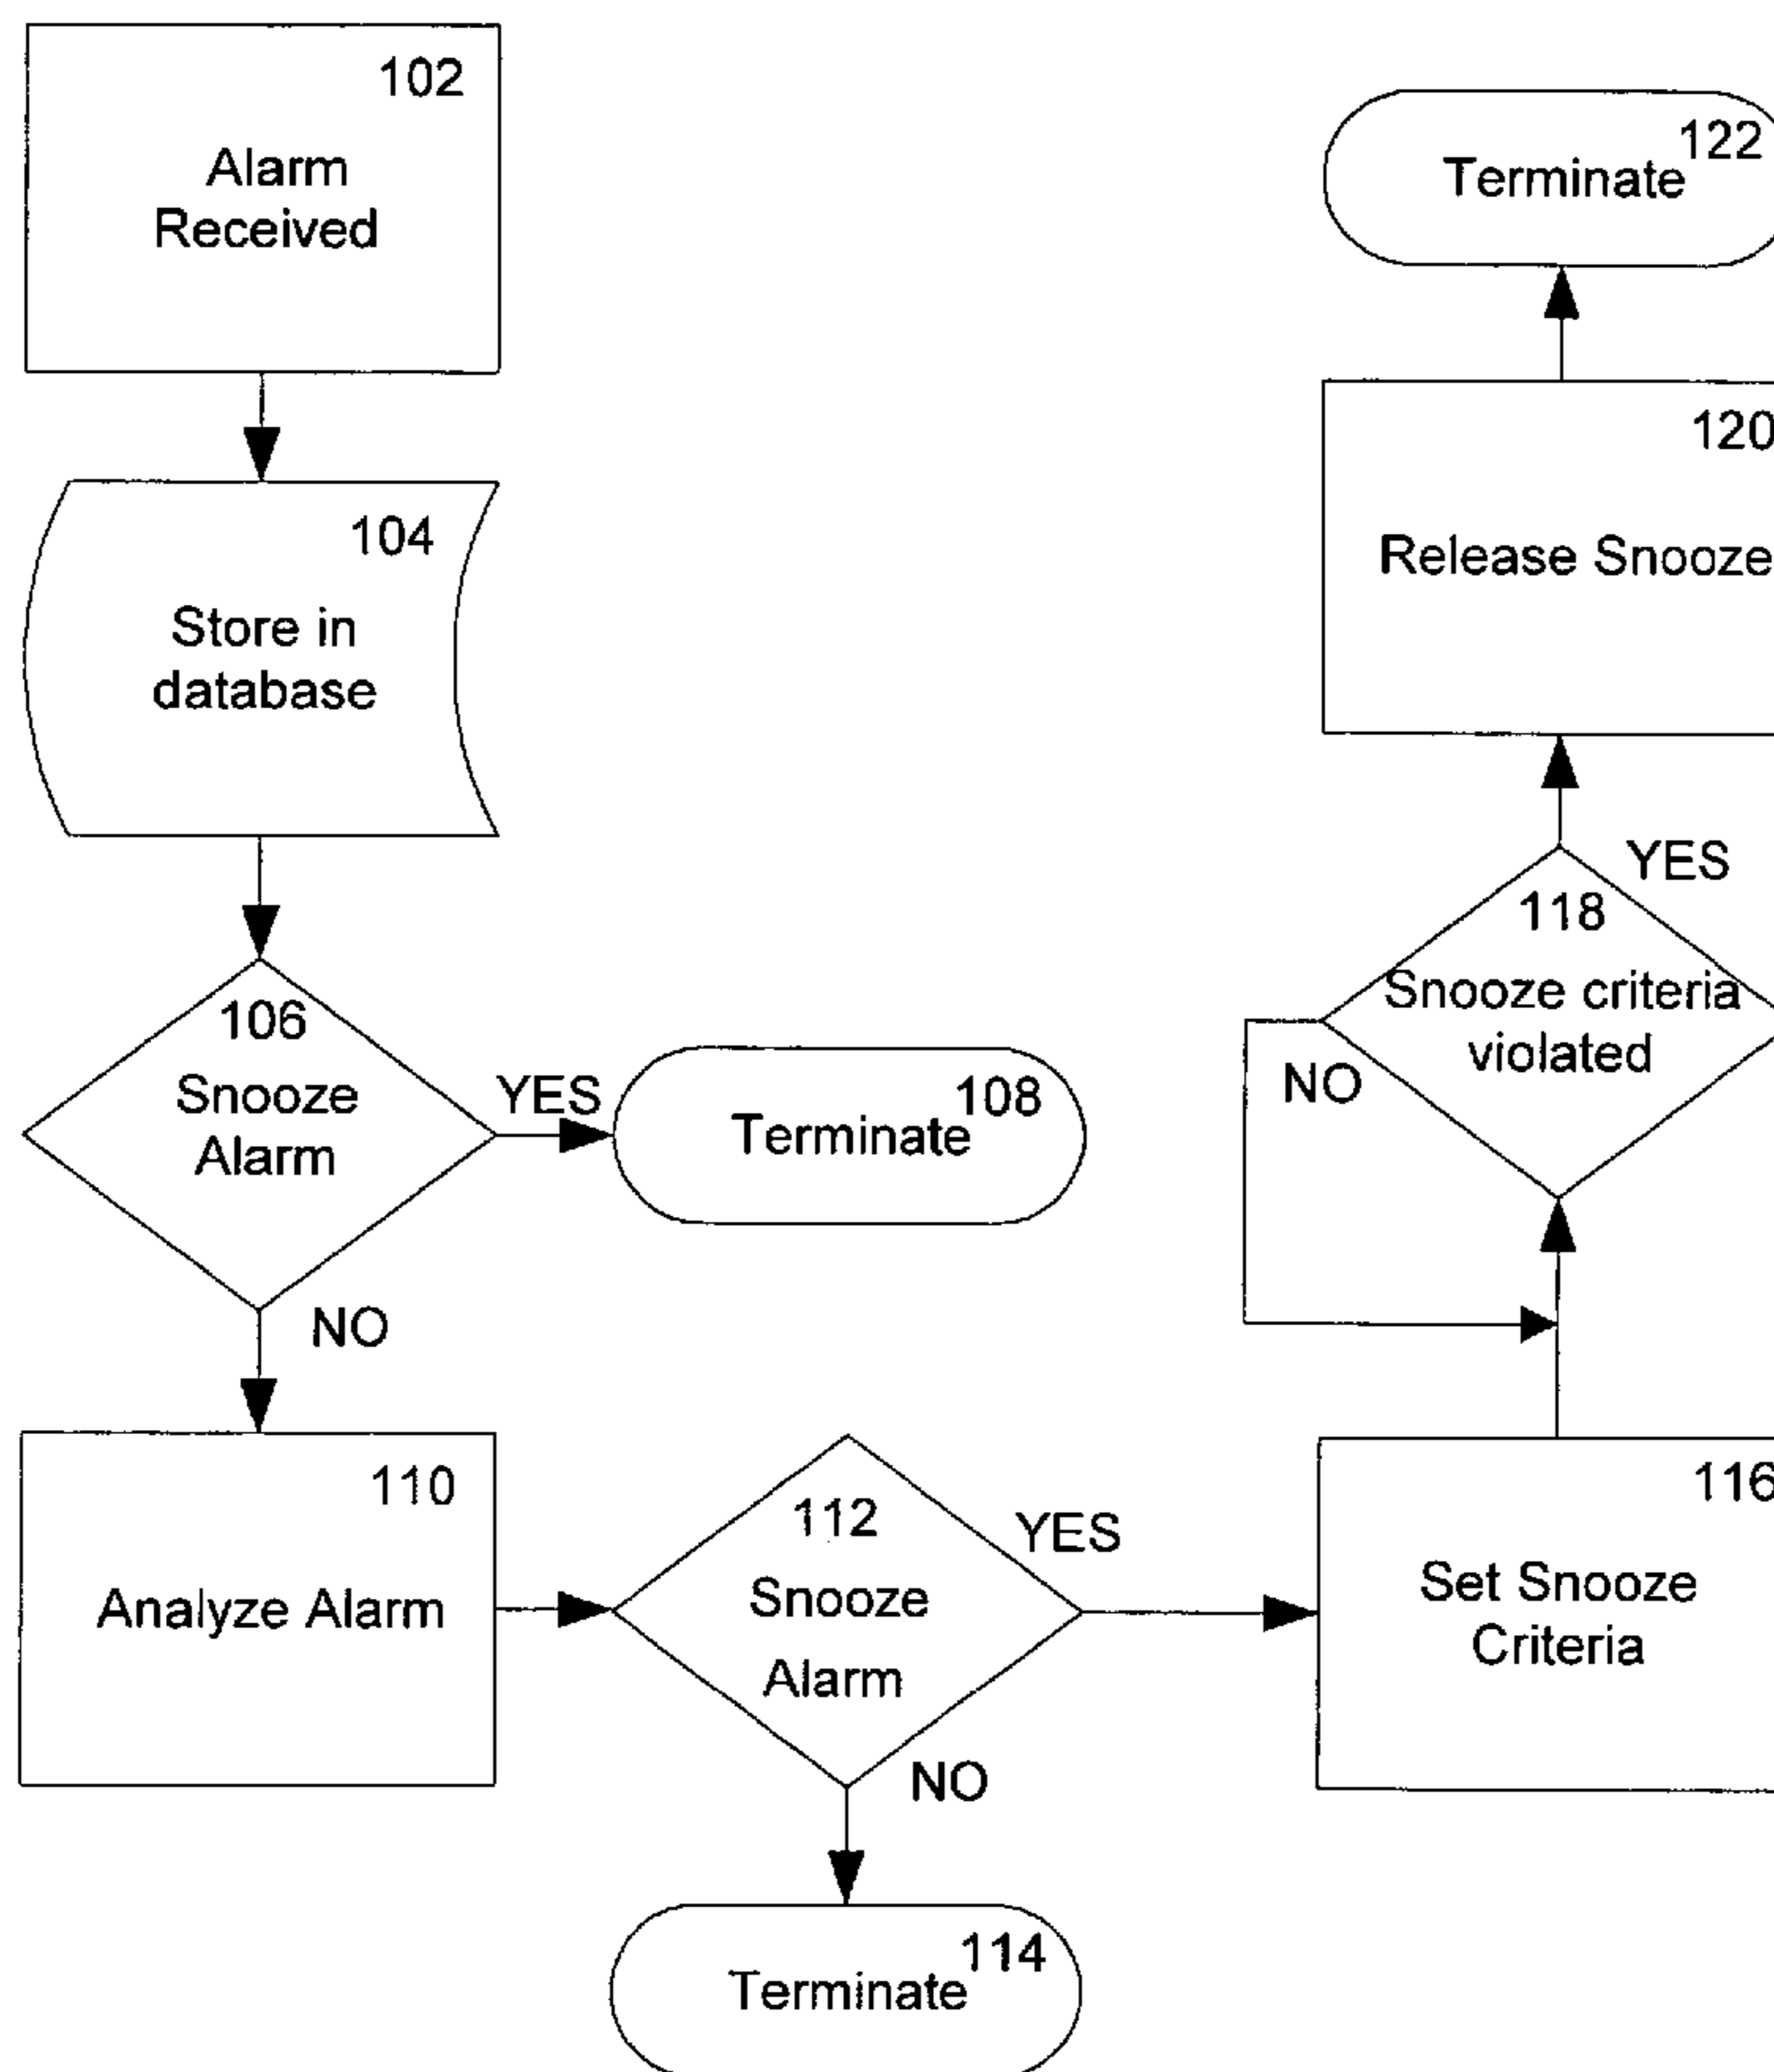 102
Alarm
Received
104
Store in
database
106
Snooze
Alarm
YES
108
Terminate
NO
110
Analyze Alarm
112
Snooze
Alarm
YES
NO
114
Terminate
116
Set Snooze
Criteria
118
Snooze criteria
violated
NO
YES
120
Release Snooze
122
Terminate